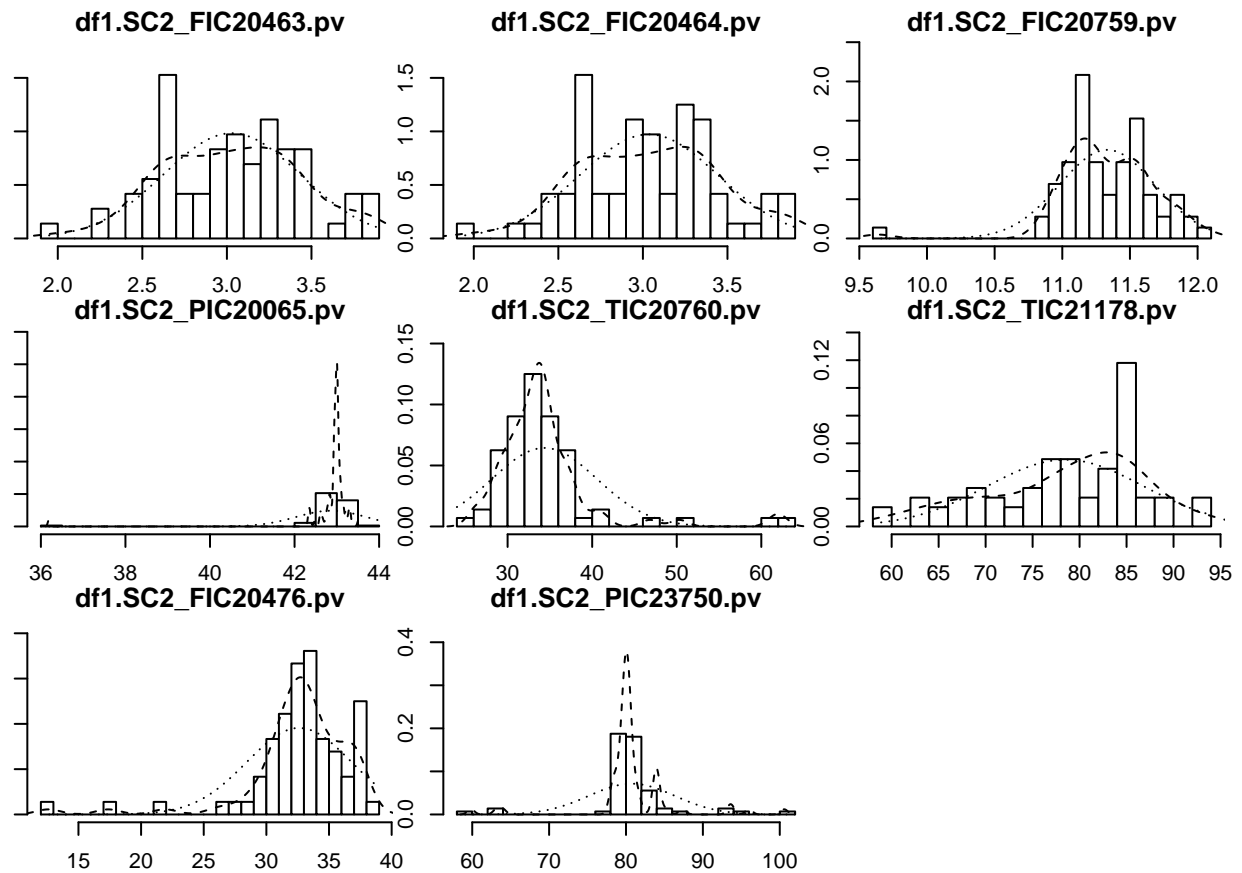 df1.SC2_FIC20463.pv
2.0 2.5 3.0 3.5
df1.SC2_FIC20464.pv
0.0 0.5 1.0 1.5
2.0 2.5 3.0 3.5
df1.SC2_FIC20759.pv
0.0 1.0 2.0
9.5 10.0 10.5 11.0 11.5 12.0
df1.SC2_PIC20065.pv
36 38 40 42 44
df1.SC2_TIC20760.pv
0.00 0.05 0.10 0.15
30 40 50 60
df1.SC2_TIC21178.pv
0.00 0.06 0.12
60 65 70 75 80 85 90 95
df1.SC2_FIC20476.pv
15 20 25 30 35 40
df1.SC2_PIC23750.pv
0.0 0.2 0.4
60 70 80 90 100